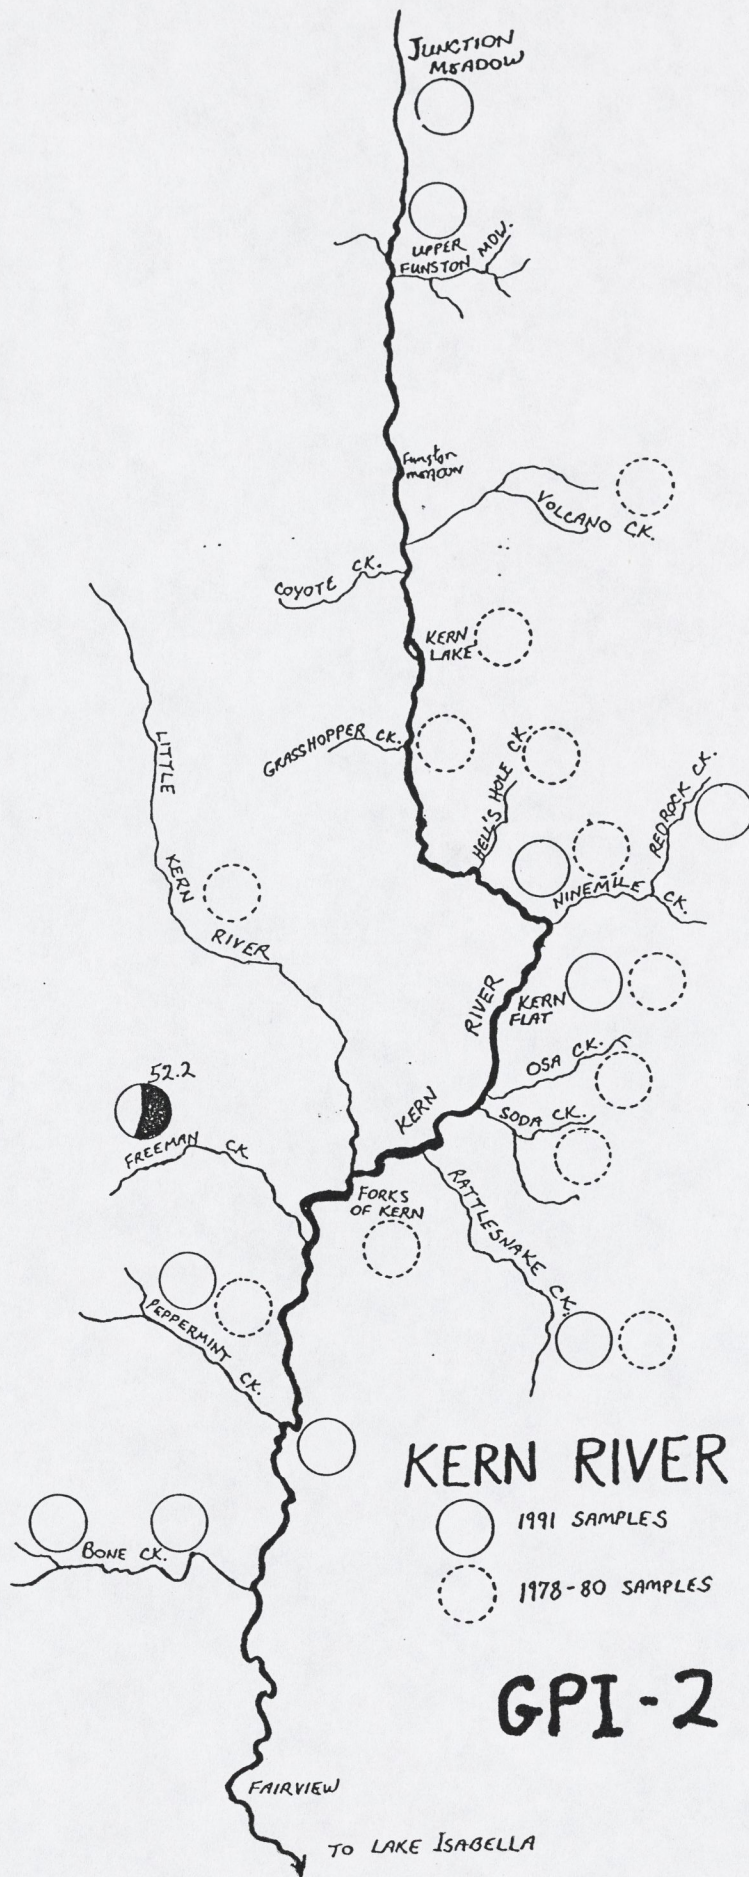 JUNCTION
MEADOW
UPPER
FUNSTON MDW.
Funston
meadow
VOLCANO CK.
COYOTE CK.
KERN
LAKE
GRASSHOPPER CK.
HELL'S HOLE CK.
REDROCK CK.
LITTLE
KERN
RIVER
NINEMILE CK.
RIVER
KERN
FLAT
OSA CK.
52.2
KERN
SODA CK.
FREEMAN CK
FORKS
OF KERN
RATTLESNAKE CK.
PEPPERMINT CK.
KERN RIVER
1991 SAMPLES
BONE CK.
1978-80 SAMPLES
GPI-2
FAIRVIEW
TO LAKE ISABELLA